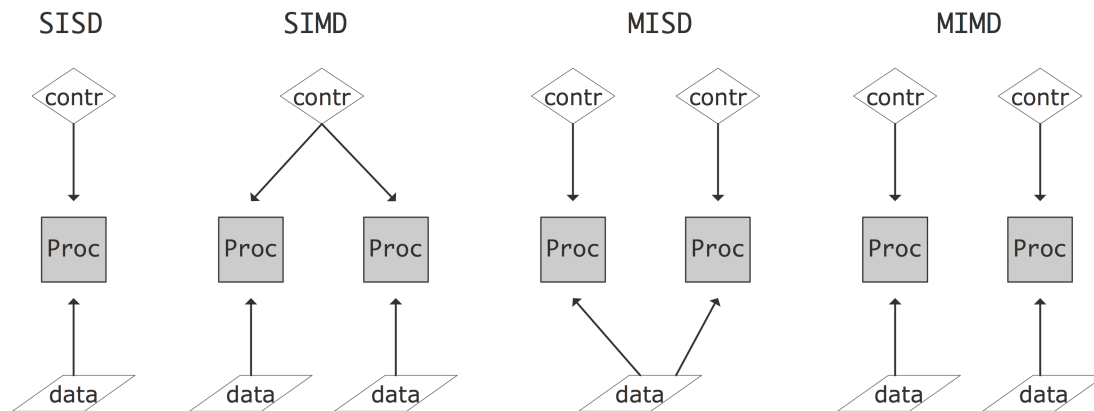 SISD SIMD MISD MIMD
contr contr contr contr contr contr
Proc Proc Proc Proc Proc Proc Proc
data data data data data data